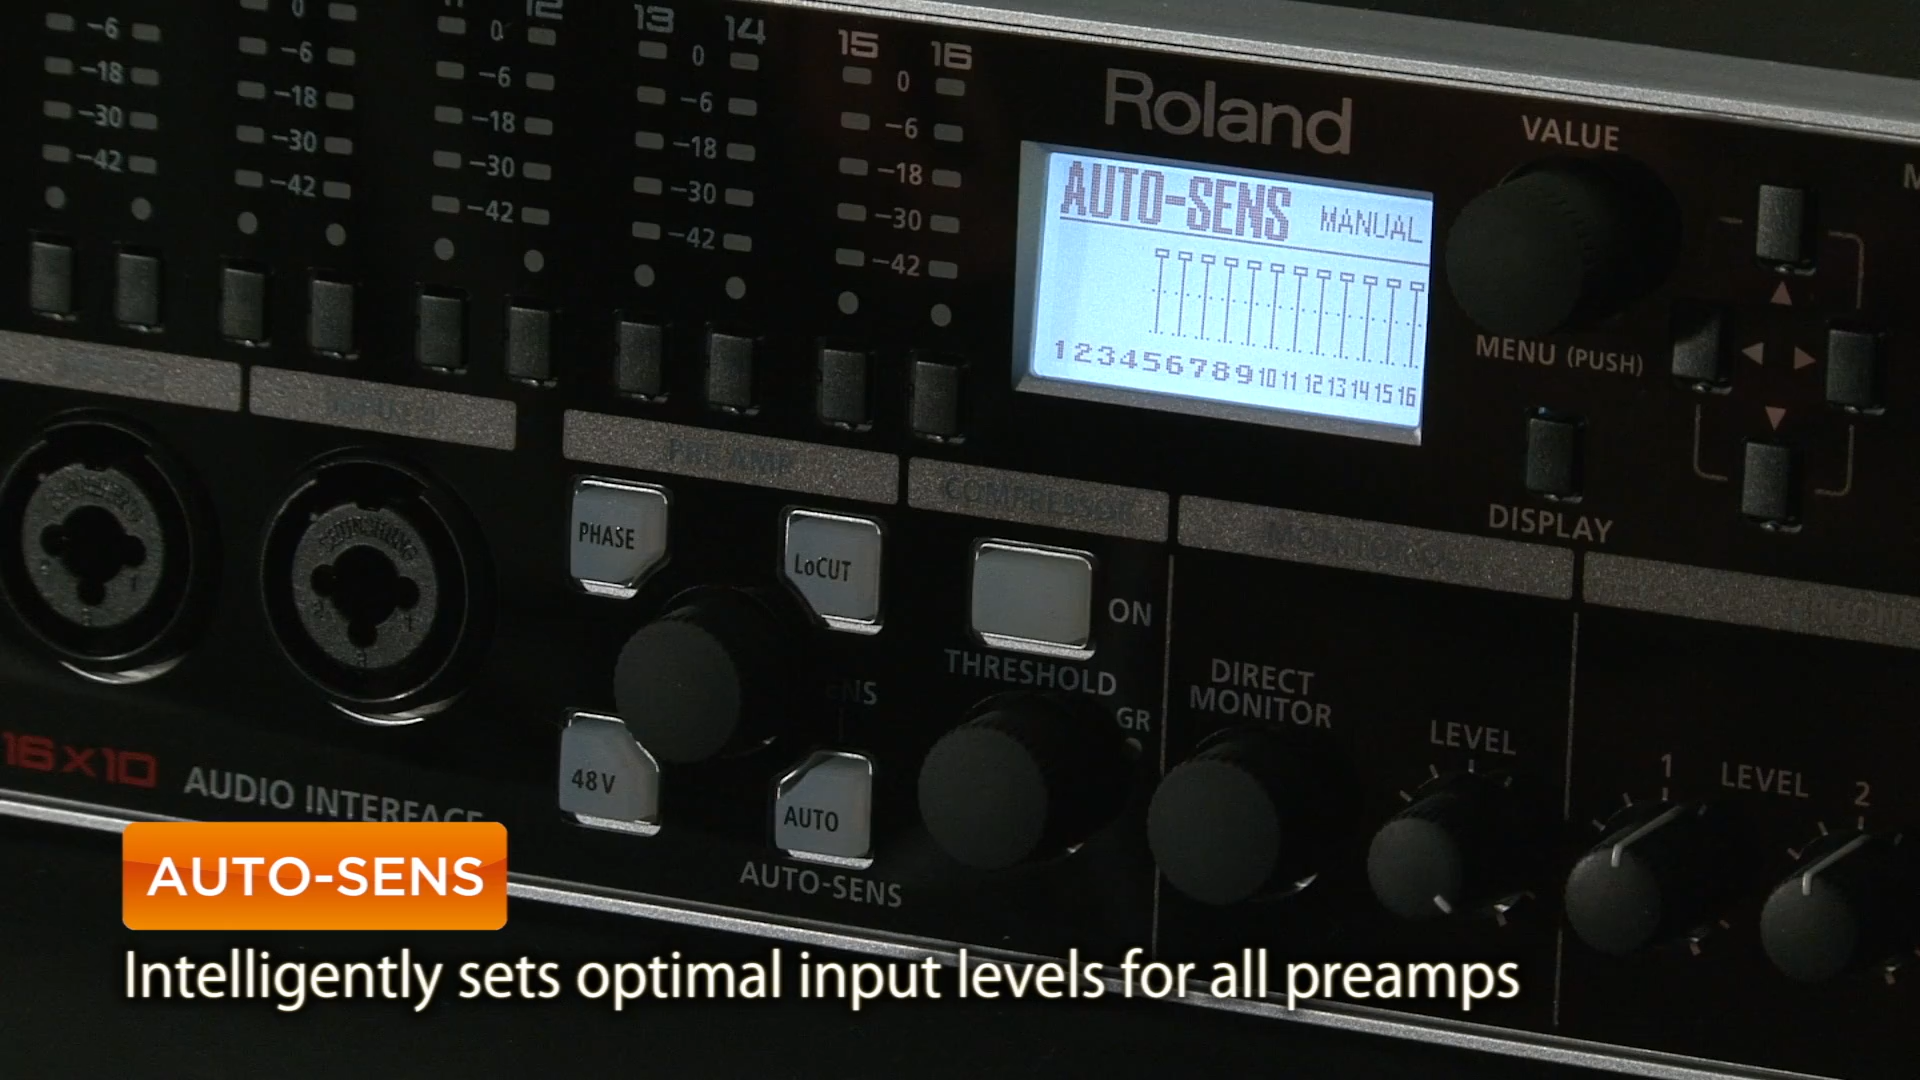 11 12 13 14 15 16
0 0 0 0
-6 -6 -6 -6 -6
-18 -18 -18 -18 -18
-30 -30 -30 -30 -30
-42 -42 -42 -42 -42
Roland
AUTO-SENS MANUAL
1 2 3 4 5 6 7 8 9 10 11 12 13 14 15 16
VALUE
MENU (PUSH)
DISPLAY
PREAMP
COMPRESSOR
MONITOR
PHASE
LoCUT
48V
AUTO
AUTO-SENS
ON
THRESHOLD
GR
DIRECT
MONITOR
LEVEL
1 LEVEL 2
16x10 AUDIO INTERFACE
AUTO-SENS
Intelligently sets optimal input levels for all preamps